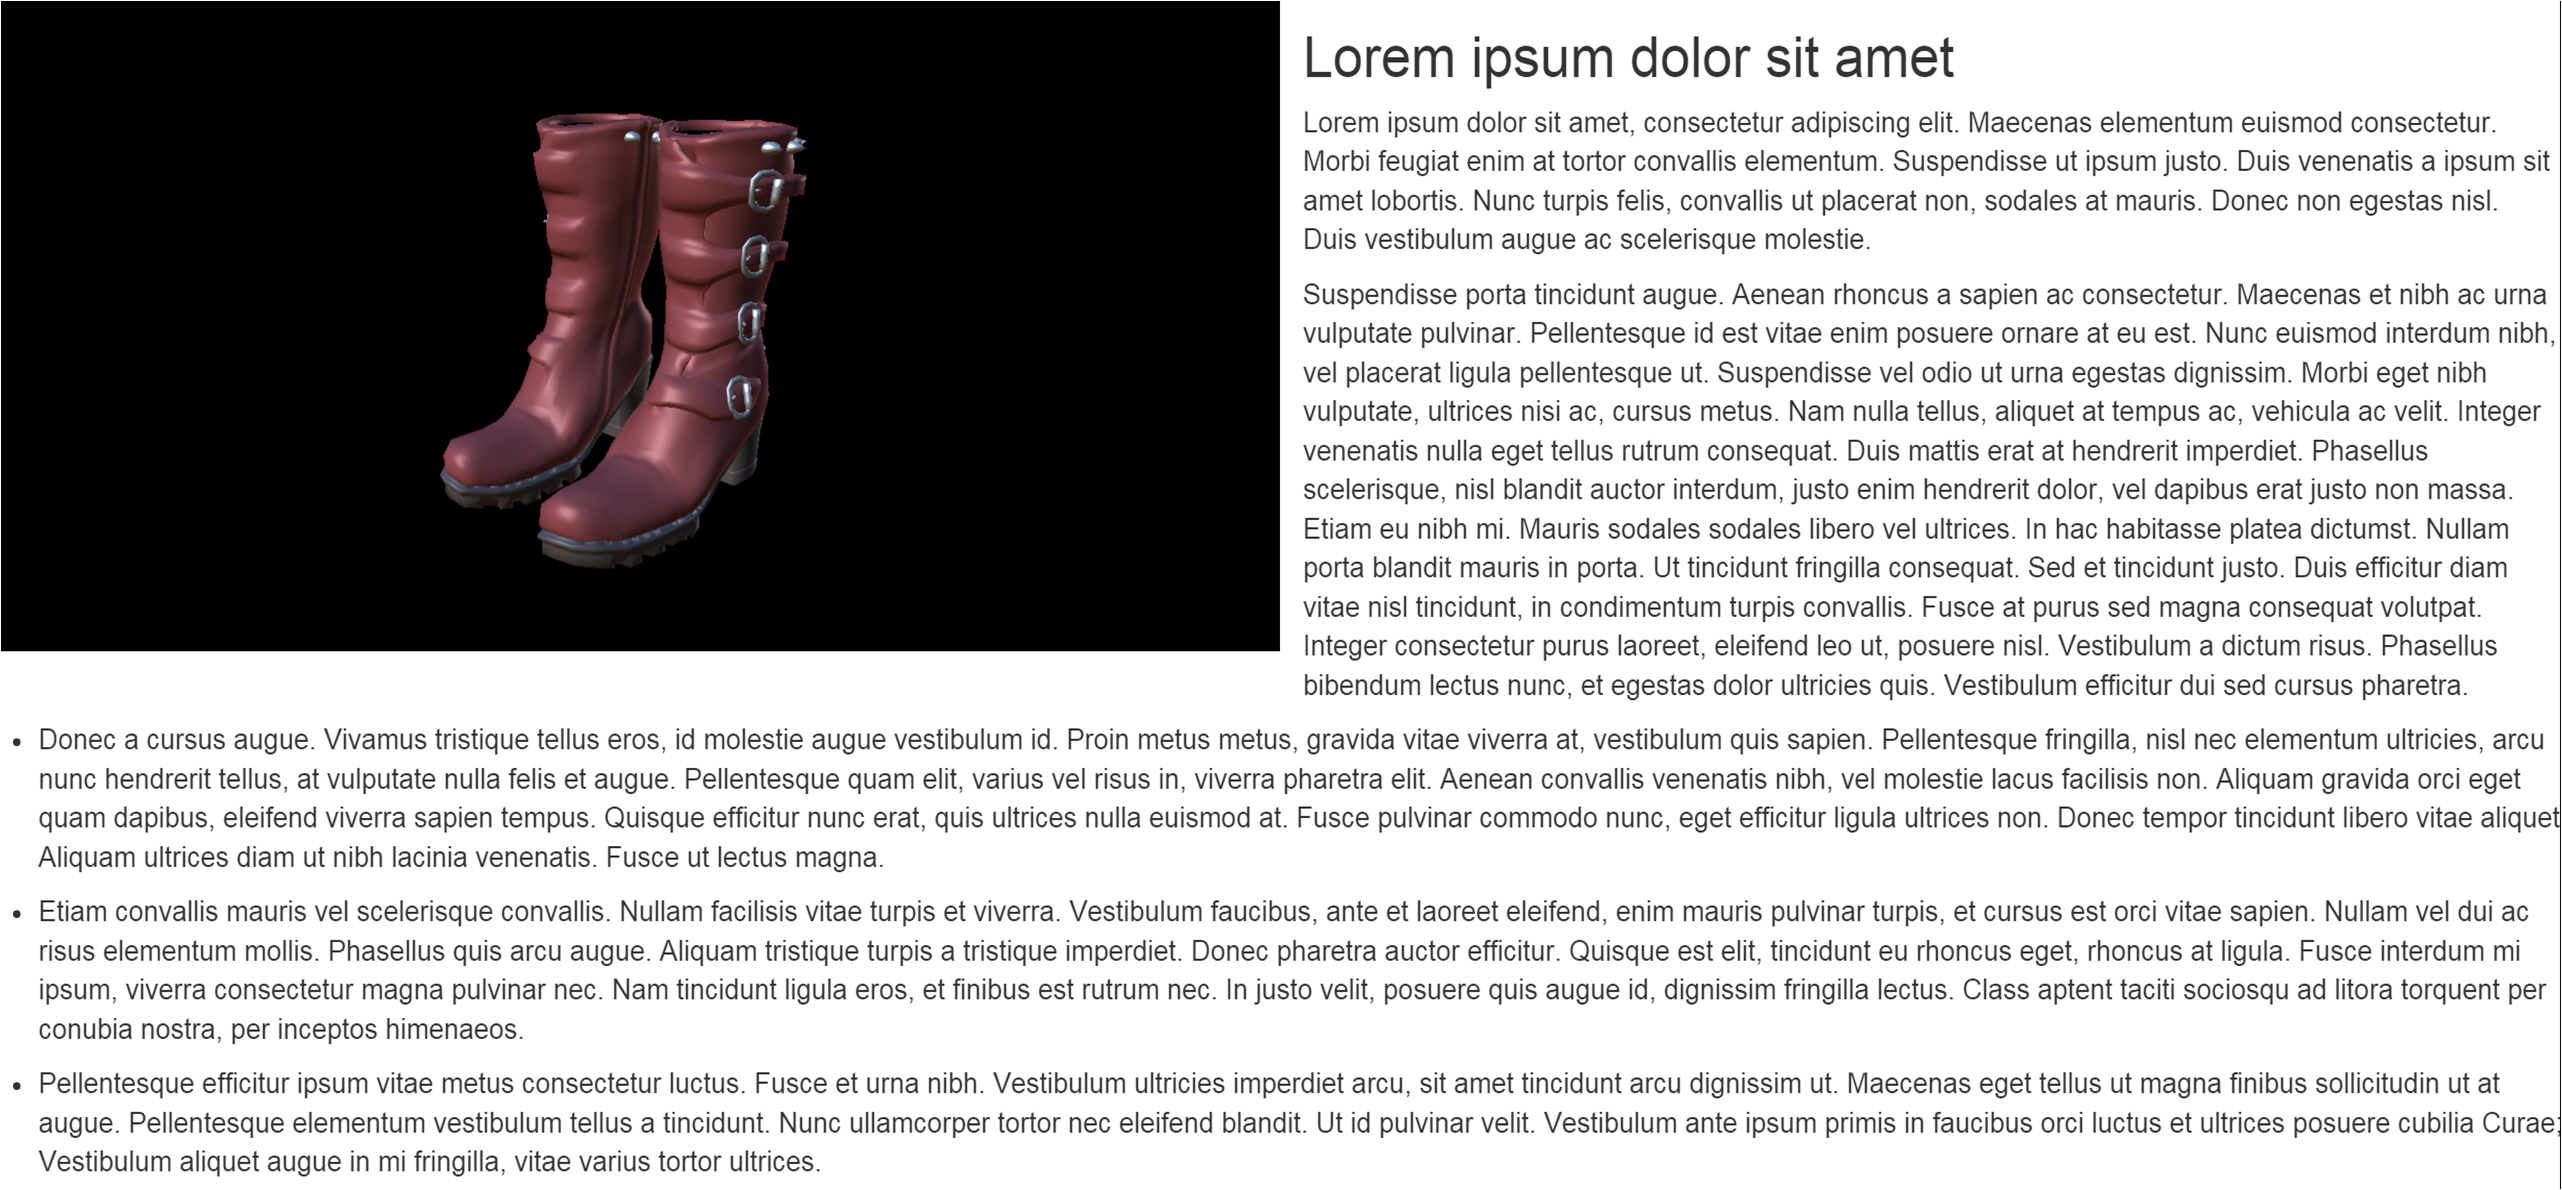 Lorem ipsum dolor sit amet
Lorem ipsum dolor sit amet, consectetur adipiscing elit. Maecenas elementum euismod consectetur.
Morbi feugiat enim at tortor convallis elementum. Suspendisse ut ipsum justo. Duis venenatis a ipsum sit
amet lobortis. Nunc turpis felis, convallis ut placerat non, sodales at mauris. Donec non egestas nisl.
Duis vestibulum augue ac scelerisque molestie.
Suspendisse porta tincidunt augue. Aenean rhoncus a sapien ac consectetur. Maecenas et nibh ac urna
vulputate pulvinar. Pellentesque id est vitae enim posuere ornare at eu est. Nunc euismod interdum nibh,
vel placerat ligula pellentesque ut. Suspendisse vel odio ut urna egestas dignissim. Morbi eget nibh
vulputate, ultrices nisi ac, cursus metus. Nam nulla tellus, aliquet at tempus ac, vehicula ac velit. Integer
venenatis nulla eget tellus rutrum consequat. Duis mattis erat at hendrerit imperdiet. Phasellus
scelerisque, nisl blandit auctor interdum, justo enim hendrerit dolor, vel dapibus erat justo non massa.
Etiam eu nibh mi. Mauris sodales sodales libero vel ultrices. In hac habitasse platea dictumst. Nullam
porta blandit mauris in porta. Ut tincidunt fringilla consequat. Sed et tincidunt justo. Duis efficitur diam
vitae nisl tincidunt, in condimentum turpis convallis. Fusce at purus sed magna consequat volutpat.
Integer consectetur purus laoreet, eleifend leo ut, posuere nisl. Vestibulum a dictum risus. Phasellus
bibendum lectus nunc, et egestas dolor ultricies quis. Vestibulum efficitur dui sed cursus pharetra.
• Donec a cursus augue. Vivamus tristique tellus eros, id molestie augue vestibulum id. Proin metus metus, gravida vitae viverra at, vestibulum quis sapien. Pellentesque fringilla, nisl nec elementum ultricies, arcu
nunc hendrerit tellus, at vulputate nulla felis et augue. Pellentesque quam elit, varius vel risus in, viverra pharetra elit. Aenean convallis venenatis nibh, vel molestie lacus facilisis non. Aliquam gravida orci eget
quam dapibus, eleifend viverra sapien tempus. Quisque efficitur nunc erat, quis ultrices nulla euismod at. Fusce pulvinar commodo nunc, eget efficitur ligula ultrices non. Donec tempor tincidunt libero vitae aliquet
Aliquam ultrices diam ut nibh lacinia venenatis. Fusce ut lectus magna.
• Etiam convallis mauris vel scelerisque convallis. Nullam facilisis vitae turpis et viverra. Vestibulum faucibus, ante et laoreet eleifend, enim mauris pulvinar turpis, et cursus est orci vitae sapien. Nullam vel dui ac
risus elementum mollis. Phasellus quis arcu augue. Aliquam tristique turpis a tristique imperdiet. Donec pharetra auctor efficitur. Quisque est elit, tincidunt eu rhoncus eget, rhoncus at ligula. Fusce interdum mi
ipsum, viverra consectetur magna pulvinar nec. Nam tincidunt ligula eros, et finibus est rutrum nec. In justo velit, posuere quis augue id, dignissim fringilla lectus. Class aptent taciti sociosqu ad litora torquent per
conubia nostra, per inceptos himenaeos.
• Pellentesque efficitur ipsum vitae metus consectetur luctus. Fusce et urna nibh. Vestibulum ultricies imperdiet arcu, sit amet tincidunt arcu dignissim ut. Maecenas eget tellus ut magna finibus sollicitudin ut at
augue. Pellentesque elementum vestibulum tellus a tincidunt. Nunc ullamcorper tortor nec eleifend blandit. Ut id pulvinar velit. Vestibulum ante ipsum primis in faucibus orci luctus et ultrices posuere cubilia Curae;
Vestibulum aliquet augue in mi fringilla, vitae varius tortor ultrices.